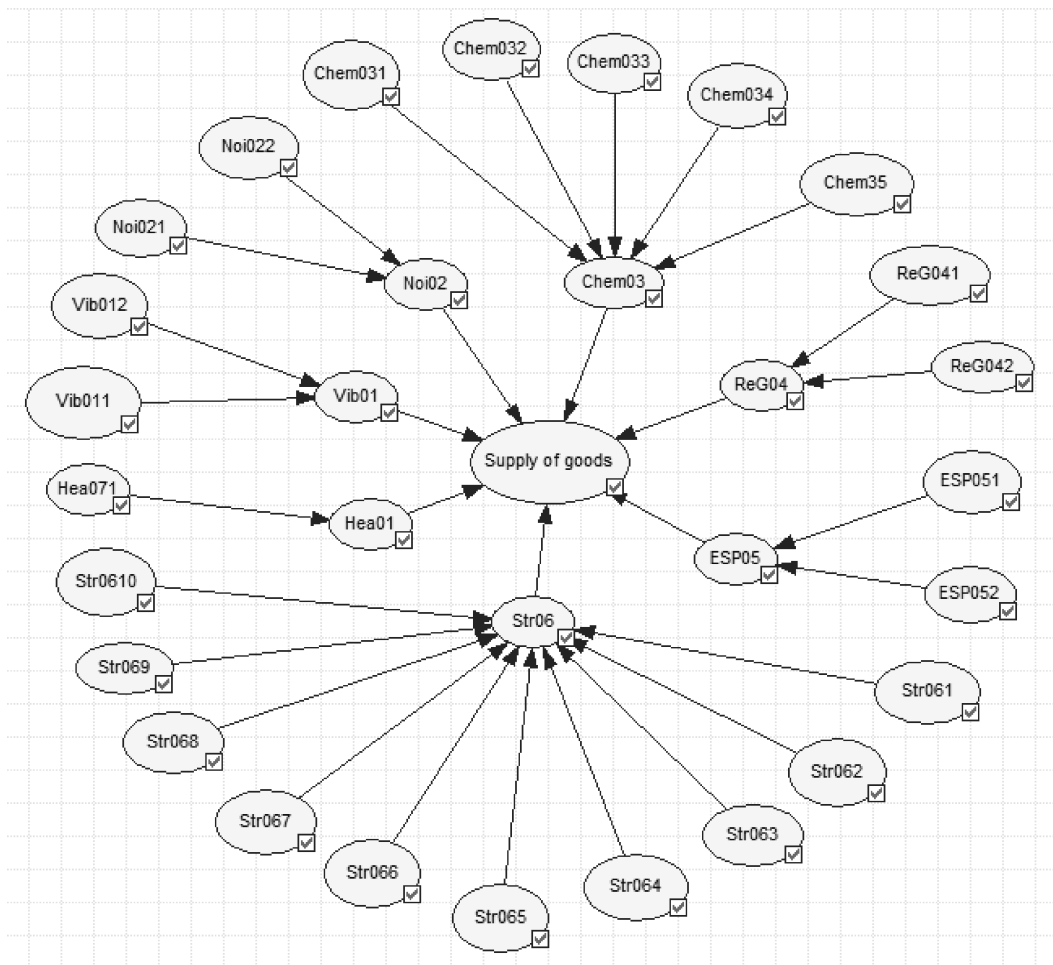 Chem032
Chem033
Chem031
Chem034
Noi022
Chem35
Noi021
ReG041
Noi02
Chem03
Vib012
ReG042
ReG04
Vib01
Vib011
Supply of goods
ESP051
Hea071
Hea01
ESP05
Str0610
ESP052
Str06
Str069
Str061
Str068
Str062
Str067
Str063
Str066
Str064
Str065